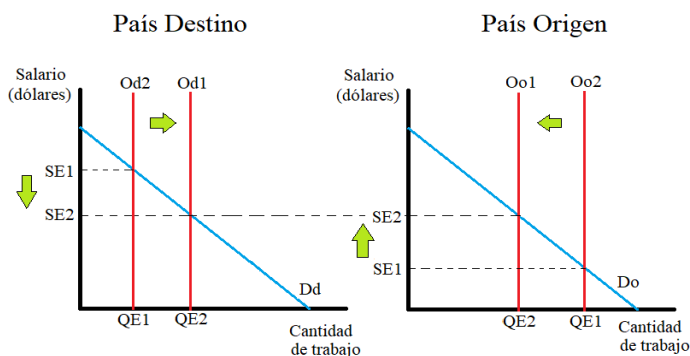 País Destino
País Origen
Salario
(dólares)
Od2
Od1
SE1
SE2
Dd
QE1
QE2
Cantidad
de trabajo
Salario
(dólares)
Oo1
Oo2
SE2
SE1
Do
QE2
QE1
Cantidad
de trabajo